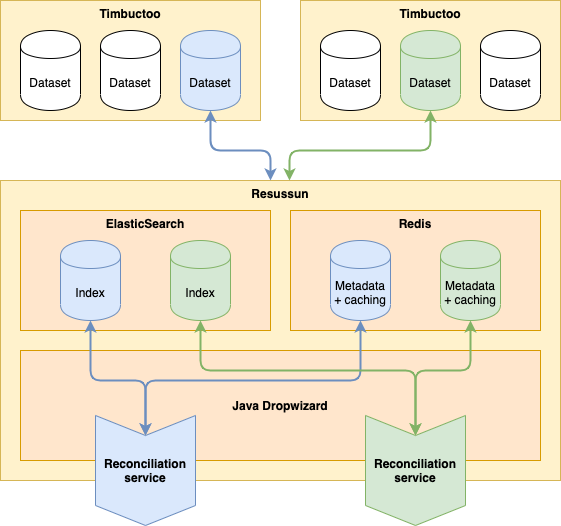 Timbuctoo
Timbuctoo
Dataset
Dataset
Dataset
Dataset
Dataset
Dataset
Resussun
ElasticSearch
Redis
Index
Index
Metadata
+ caching
Metadata
+ caching
Java Dropwizard
Reconciliation
service
Reconciliation
service